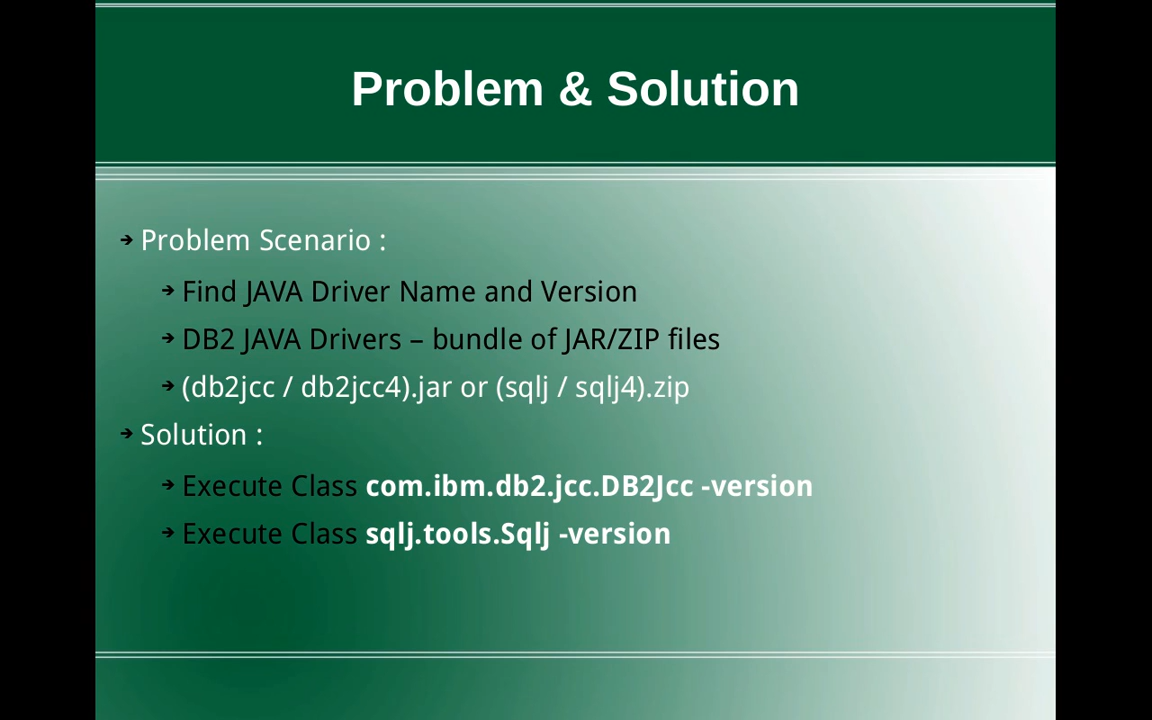 Problem & Solution
➔ Problem Scenario :
➔ Find JAVA Driver Name and Version
➔ DB2 JAVA Drivers – bundle of JAR/ZIP files
➔ (db2jcc / db2jcc4).jar or (sqlj / sqlj4).zip
➔ Solution :
➔ Execute Class com.ibm.db2.jcc.DB2Jcc -version
➔ Execute Class sqlj.tools.Sqlj -version